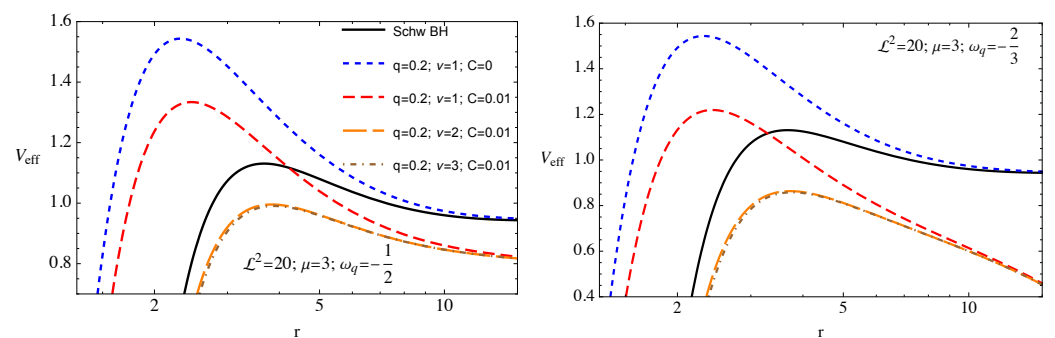 1.6
1.4
1.2
1.0
0.8
V_eff
2
5
10
r
Schw BH
q=0.2; ν=1; C=0
q=0.2; ν=1; C=0.01
q=0.2; ν=2; C=0.01
q=0.2; ν=3; C=0.01
ℒ²=20; μ=3; ω_q=-1/2
1.6
1.4
1.2
1.0
0.8
0.6
0.4
V_eff
2
5
10
r
ℒ²=20; μ=3; ω_q=-2/3